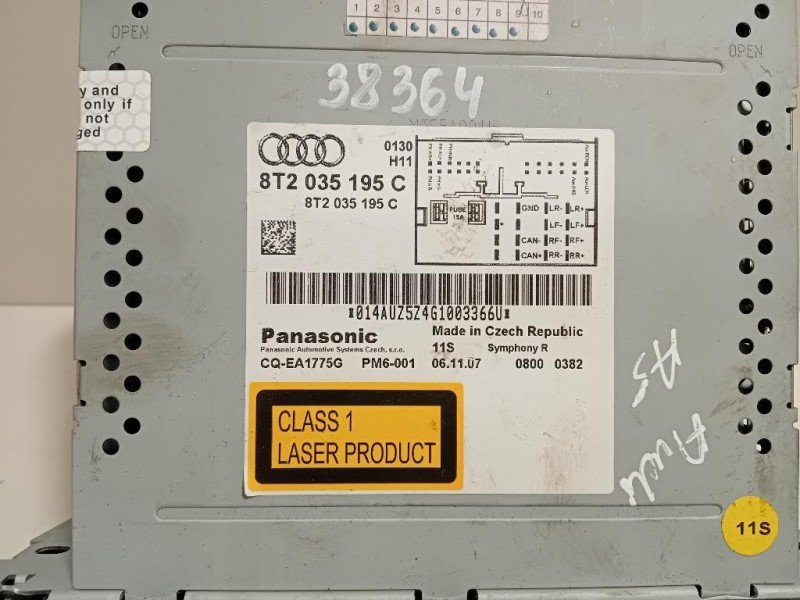 1 2 3 4 5 6 7 8 9 10
OPEN
OPEN
y and
only if
not
ged
38364
0130
H11
8T2 035 195 C
8T2 035 195 C
FUSE
15A
GND LR- LR+
+ LF- LF+
CAN- RF- RF+
CAN+ RR- RR+
*014AUZ5Z4G1003366U*
Panasonic
Made in Czech Republic
Panasonic Automotive Systems Czech, s.r.o.
11S Symphony R
CQ-EA1775G PM6-001 06.11.07 0800 0382
CLASS 1
LASER PRODUCT
A5
Audi
11S